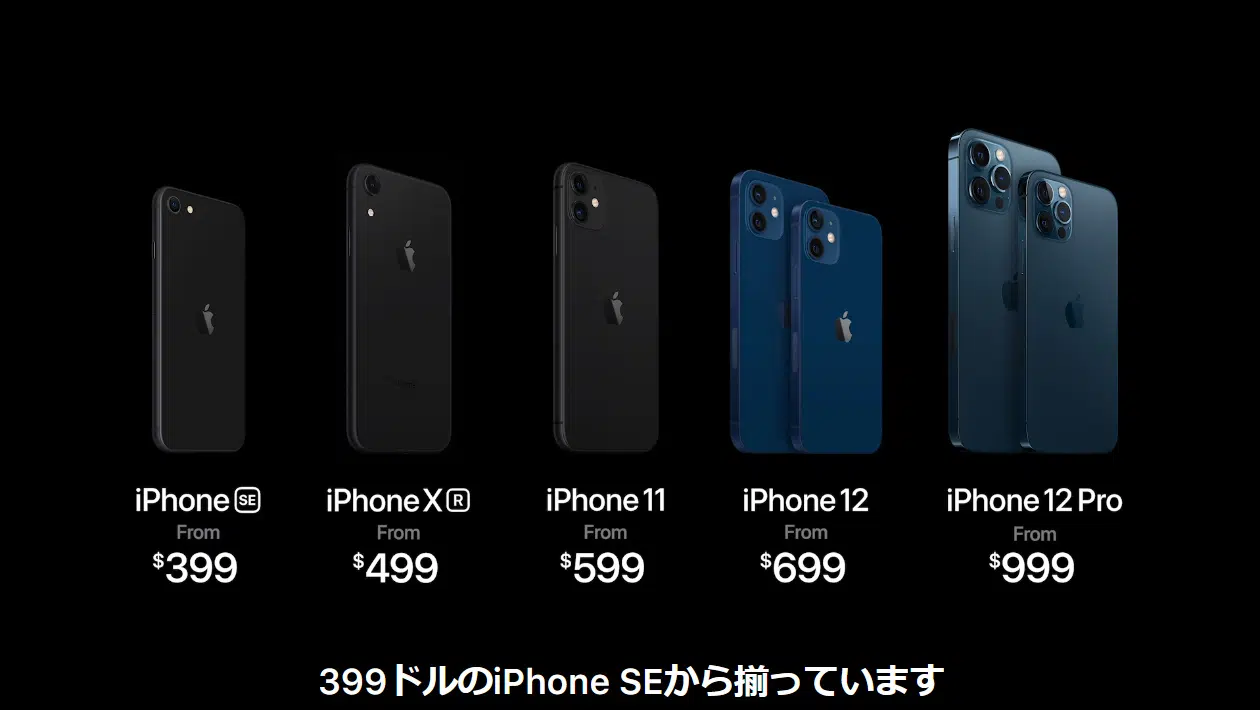 iPhone SE
From
$399
iPhone XR
From
$499
iPhone 11
From
$599
iPhone 12
From
$699
iPhone 12 Pro
From
$999
399ドルのiPhone SEから揃っています